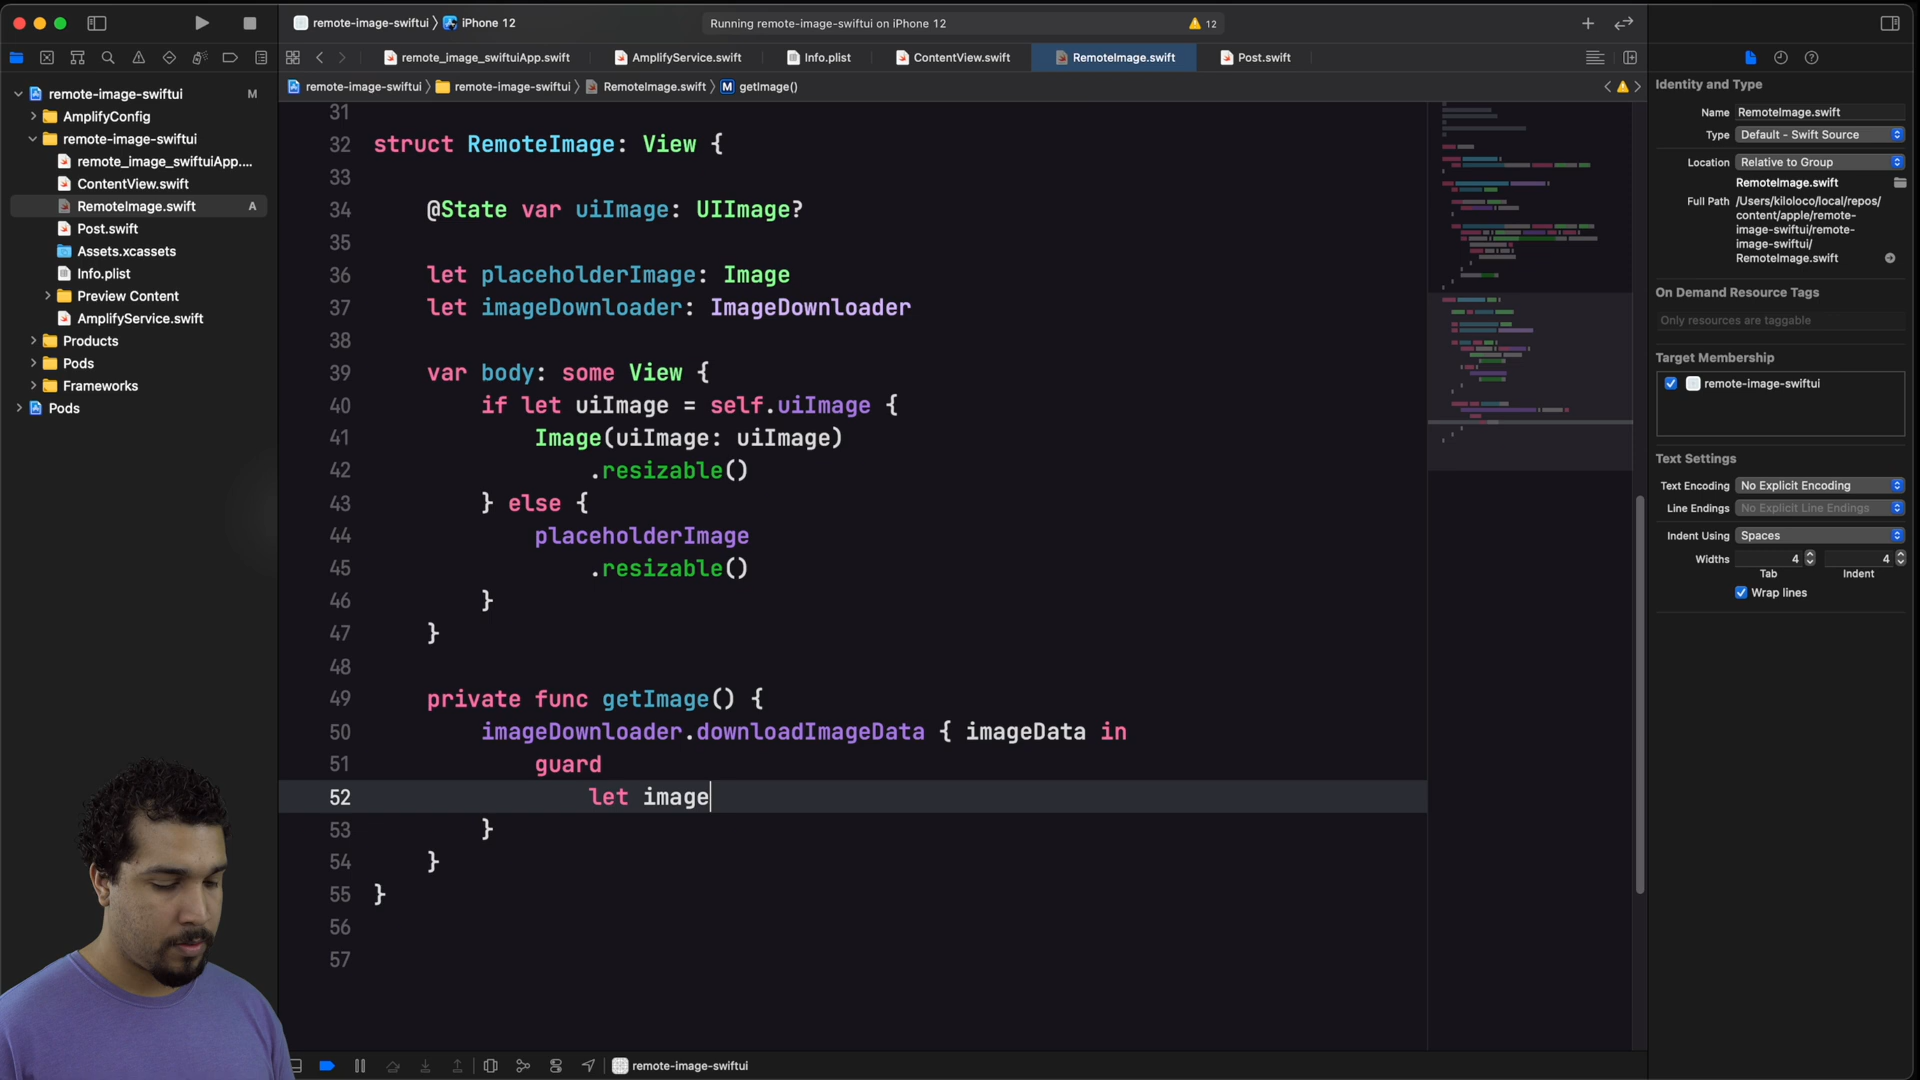 remote-image-swiftui 〉 iPhone 12
Running remote-image-swiftui on iPhone 12
12
remote_image_swiftuiApp.swift
AmplifyService.swift
Info.plist
ContentView.swift
RemoteImage.swift
Post.swift
remote-image-swiftui 〉 remote-image-swiftui 〉 RemoteImage.swift 〉 M getImage()
remote-image-swiftui M
AmplifyConfig
remote-image-swiftui
remote_image_swiftuiApp....
ContentView.swift
RemoteImage.swift A
Post.swift
Assets.xcassets
Info.plist
Preview Content
AmplifyService.swift
Products
Pods
Frameworks
Pods
31
32 struct RemoteImage: View {
33
34 @State var uiImage: UIImage?
35
36 let placeholderImage: Image
37 let imageDownloader: ImageDownloader
38
39 var body: some View {
40 if let uiImage = self.uiImage {
41 Image(uiImage: uiImage)
42 .resizable()
43 } else {
44 placeholderImage
45 .resizable()
46 }
47 }
48
49 private func getImage() {
50 imageDownloader.downloadImageData { imageData in
51 guard
52 let image
53 }
54 }
55 }
56
57
remote-image-swiftui
Identity and Type
Name RemoteImage.swift
Type Default - Swift Source
Location Relative to Group
RemoteImage.swift
Full Path /Users/kiloloco/local/repos/
content/apple/remote-
image-swiftui/remote-
image-swiftui/
RemoteImage.swift
On Demand Resource Tags
Only resources are taggable
Target Membership
remote-image-swiftui
Text Settings
Text Encoding No Explicit Encoding
Line Endings No Explicit Line Endings
Indent Using Spaces
Widths 4 4
Tab Indent
Wrap lines